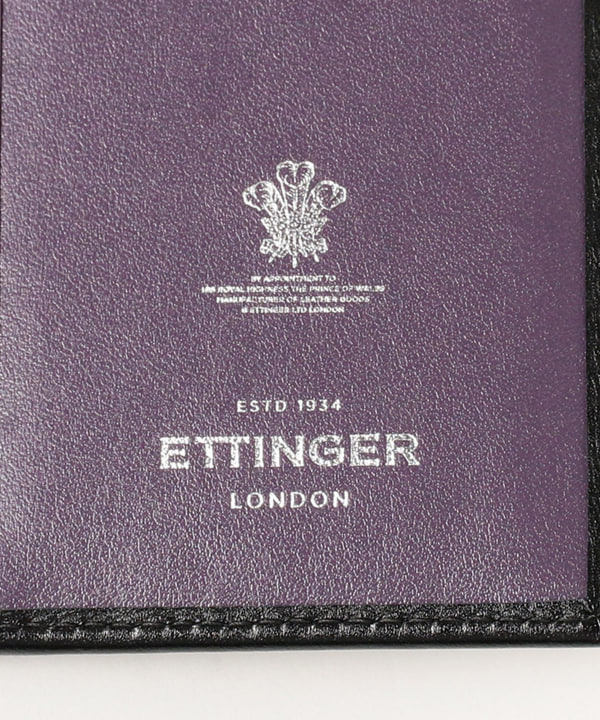 BY APPOINTMENT TO
HIS ROYAL HIGHNESS THE PRINCE OF WALES
MANUFACTURER OF LEATHER GOODS
G ETTINGER LTD LONDON
ESTD 1934
ETTINGER
LONDON